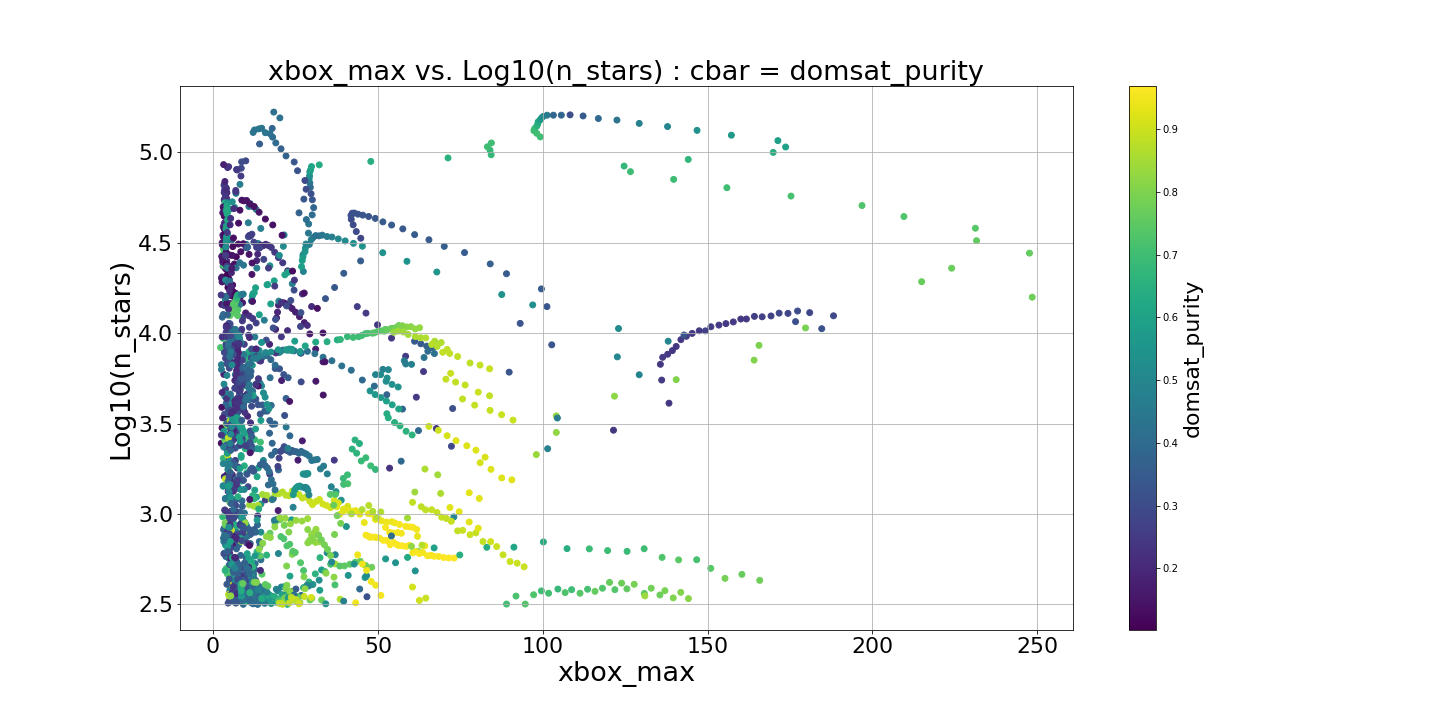 xbox_max vs. Log10(n_stars) : cbar = domsat_purity
5.0
4.5
4.0
3.5
3.0
2.5
Log10(n_stars)
0 50 100 150 200 250
xbox_max
0.9
0.8
0.7
0.6
0.5
0.4
0.3
0.2
domsat_purity